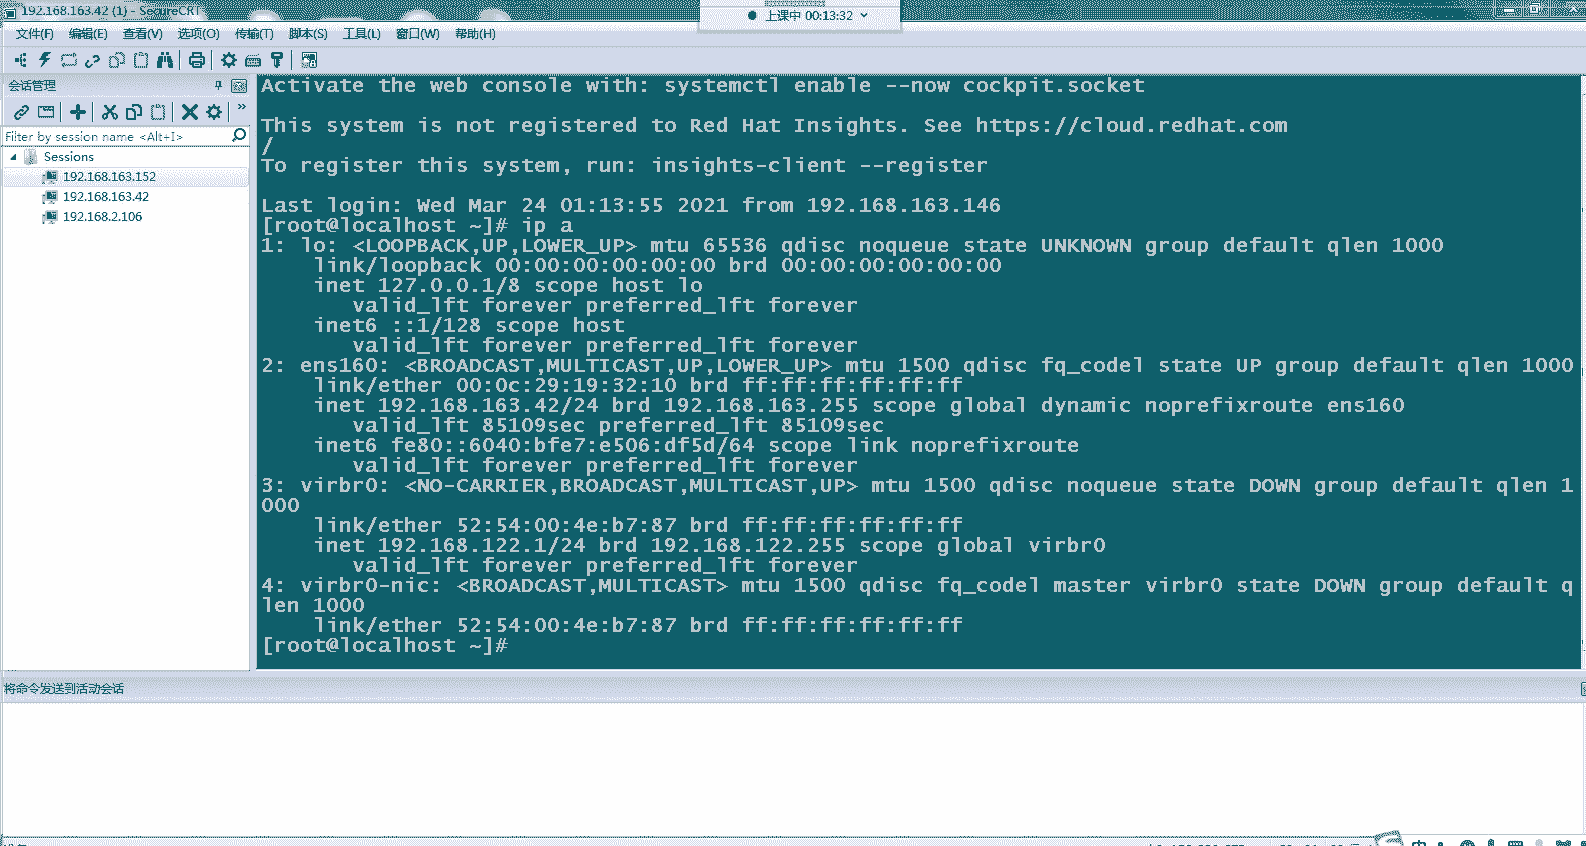 192.168.163.42 (1) - SecureCRT
上课中 00:13:32
文件(F) 编辑(E) 查看(V) 选项(O) 传输(T) 脚本(S) 工具(L) 窗口(W) 帮助(H)
会话管理
Filter by session name <Alt+I>
Sessions
192.168.163.152
192.168.163.42
192.168.2.106
Activate the web console with: systemctl enable --now cockpit.socket
This system is not registered to Red Hat Insights. See https://cloud.redhat.com
/
To register this system, run: insights-client --register
Last login: Wed Mar 24 01:13:55 2021 from 192.168.163.146
[root@localhost ~]# ip a
1: lo: <LOOPBACK,UP,LOWER_UP> mtu 65536 qdisc noqueue state UNKNOWN group default qlen 1000
link/loopback 00:00:00:00:00:00 brd 00:00:00:00:00:00
inet 127.0.0.1/8 scope host lo
valid_lft forever preferred_lft forever
inet6 ::1/128 scope host
valid_lft forever preferred_lft forever
2: ens160: <BROADCAST,MULTICAST,UP,LOWER_UP> mtu 1500 qdisc fq_codel state UP group default qlen 1000
link/ether 00:0c:29:19:32:10 brd ff:ff:ff:ff:ff:ff
inet 192.168.163.42/24 brd 192.168.163.255 scope global dynamic noprefixroute ens160
valid_lft 85109sec preferred_lft 85109sec
inet6 fe80::6040:bfe7:e506:df5d/64 scope link noprefixroute
valid_lft forever preferred_lft forever
3: virbr0: <NO-CARRIER,BROADCAST,MULTICAST,UP> mtu 1500 qdisc noqueue state DOWN group default qlen 1
000
link/ether 52:54:00:4e:b7:87 brd ff:ff:ff:ff:ff:ff
inet 192.168.122.1/24 brd 192.168.122.255 scope global virbr0
valid_lft forever preferred_lft forever
4: virbr0-nic: <BROADCAST,MULTICAST> mtu 1500 qdisc fq_codel master virbr0 state DOWN group default q
len 1000
link/ether 52:54:00:4e:b7:87 brd ff:ff:ff:ff:ff:ff
[root@localhost ~]#
将命令发送到活动会话